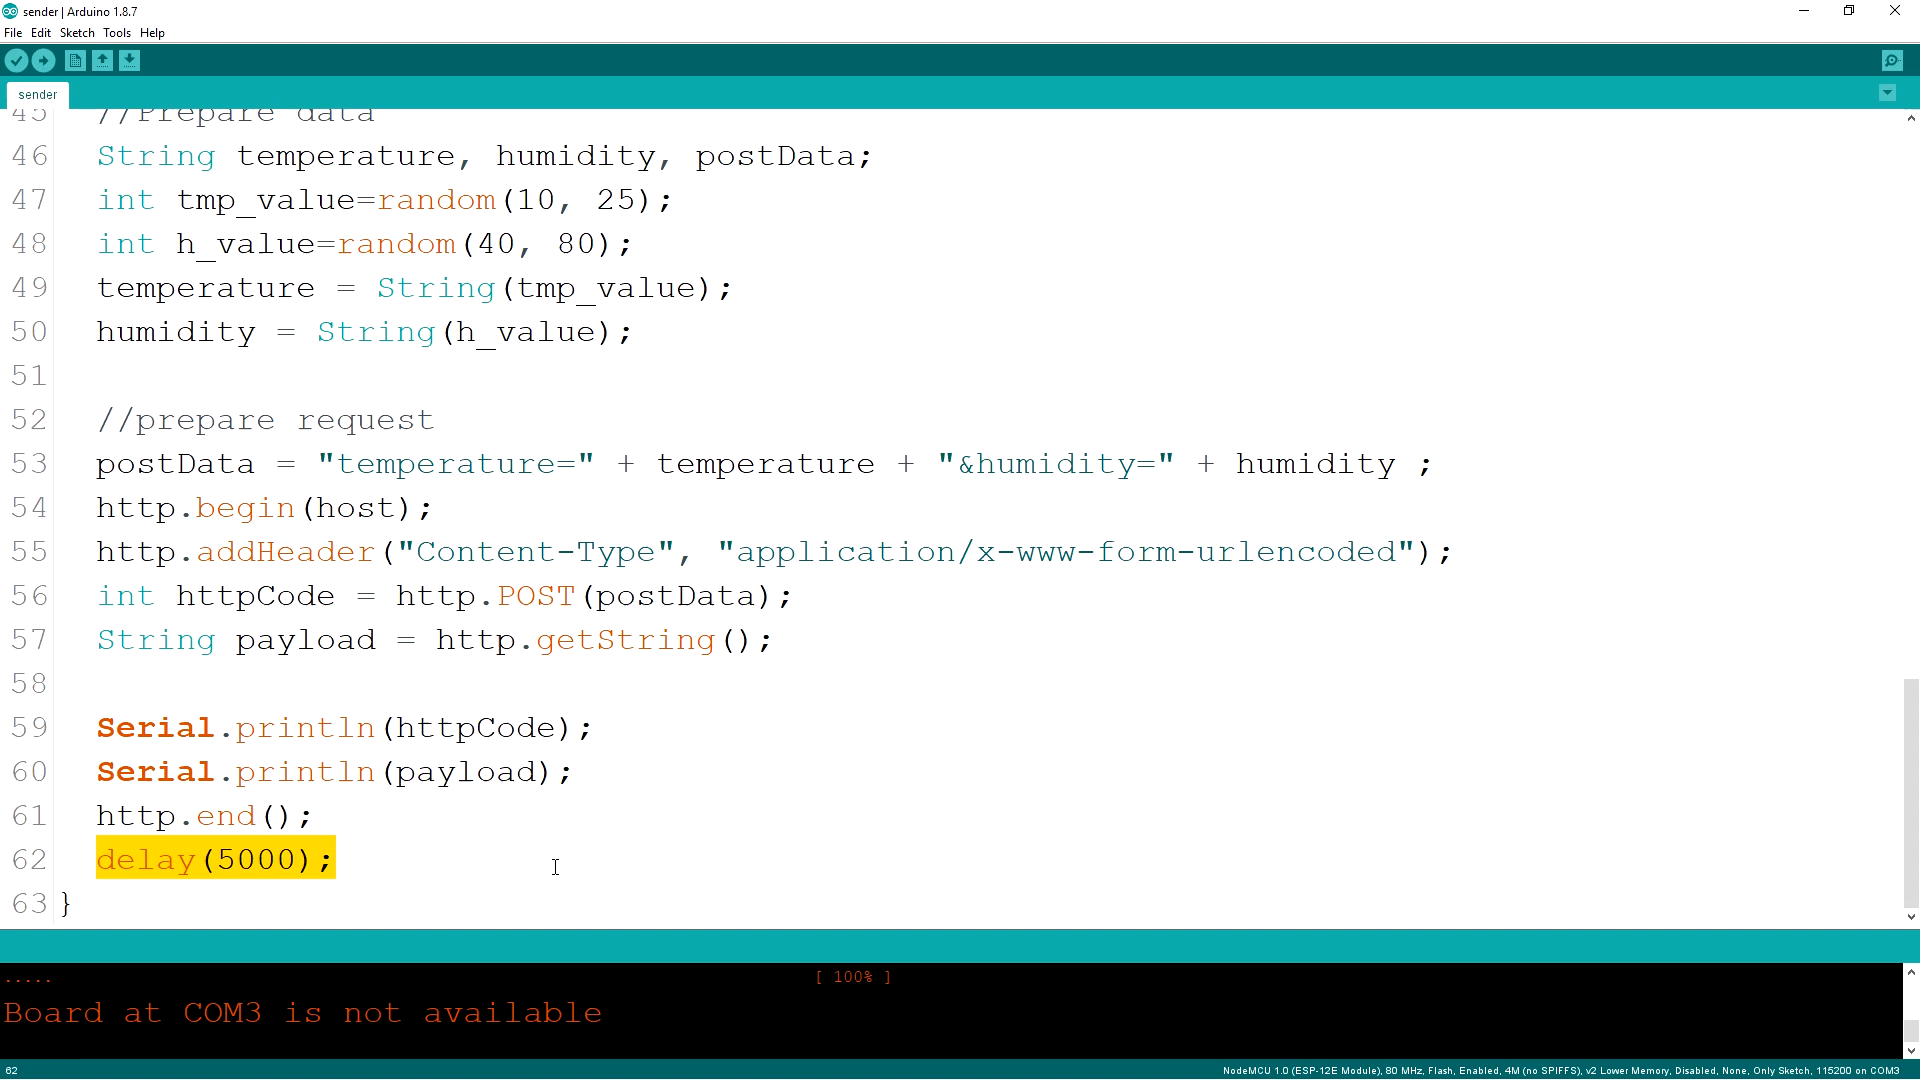 sender | Arduino 1.8.7
File Edit Sketch Tools Help
sender
45 //Prepare data
46 String temperature, humidity, postData;
47 int tmp_value=random(10, 25);
48 int h_value=random(40, 80);
49 temperature = String(tmp_value);
50 humidity = String(h_value);
51
52 //prepare request
53 postData = "temperature=" + temperature + "&humidity=" + humidity ;
54 http.begin(host);
55 http.addHeader("Content-Type", "application/x-www-form-urlencoded");
56 int httpCode = http.POST(postData);
57 String payload = http.getString();
58
59 Serial.println(httpCode);
60 Serial.println(payload);
61 http.end();
62 delay(5000);
63 }
..... [ 100% ]
Board at COM3 is not available
62 NodeMCU 1.0 (ESP-12E Module), 80 MHz, Flash, Enabled, 4M (no SPIFFS), v2 Lower Memory, Disabled, None, Only Sketch, 115200 on COM3